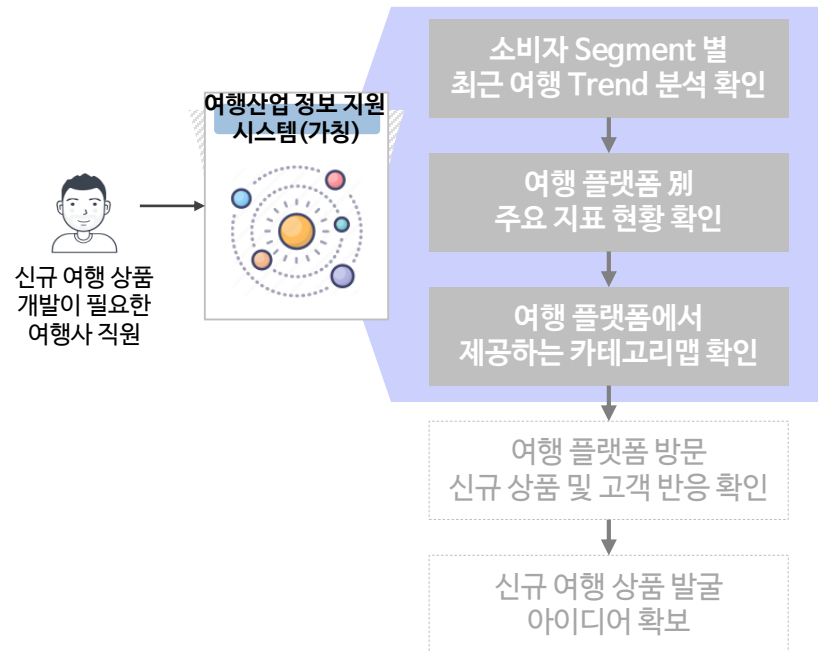 소비자 Segment 별
최근 여행 Trend 분석 확인
여행산업 정보 지원
시스템(가칭)
여행 플랫폼 別
주요 지표 현황 확인
신규 여행 상품
개발이 필요한
여행사 직원
여행 플랫폼에서
제공하는 카테고리맵 확인
여행 플랫폼 방문
신규 상품 및 고객 반응 확인
신규 여행 상품 발굴
아이디어 확보